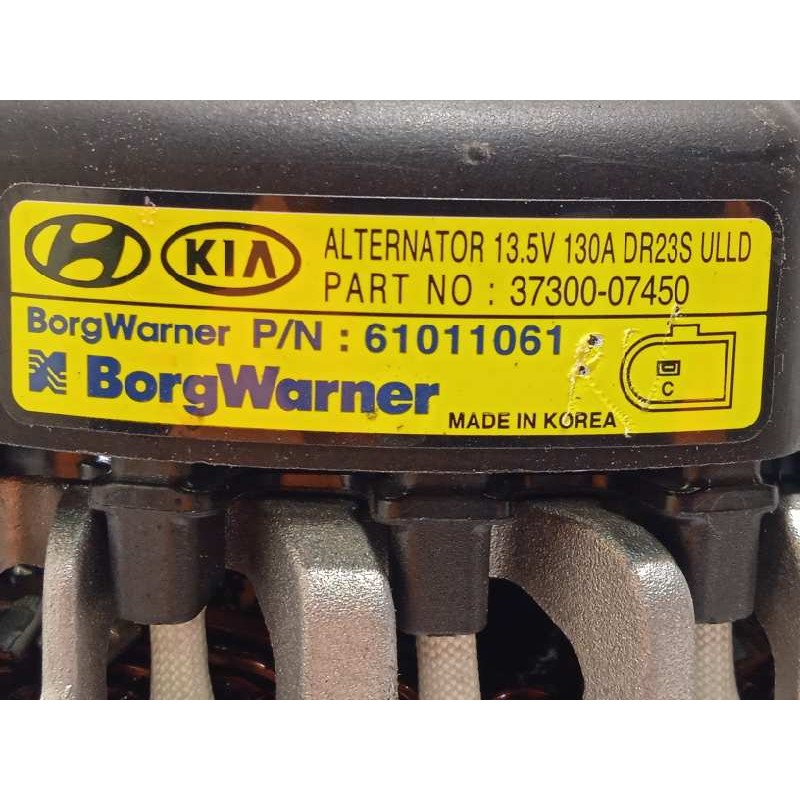 KIA
ALTERNATOR 13.5V 130A DR23S ULLD
PART NO : 37300-07450
BorgWarner P/N : 61011061
BorgWarner
C
MADE IN KOREA